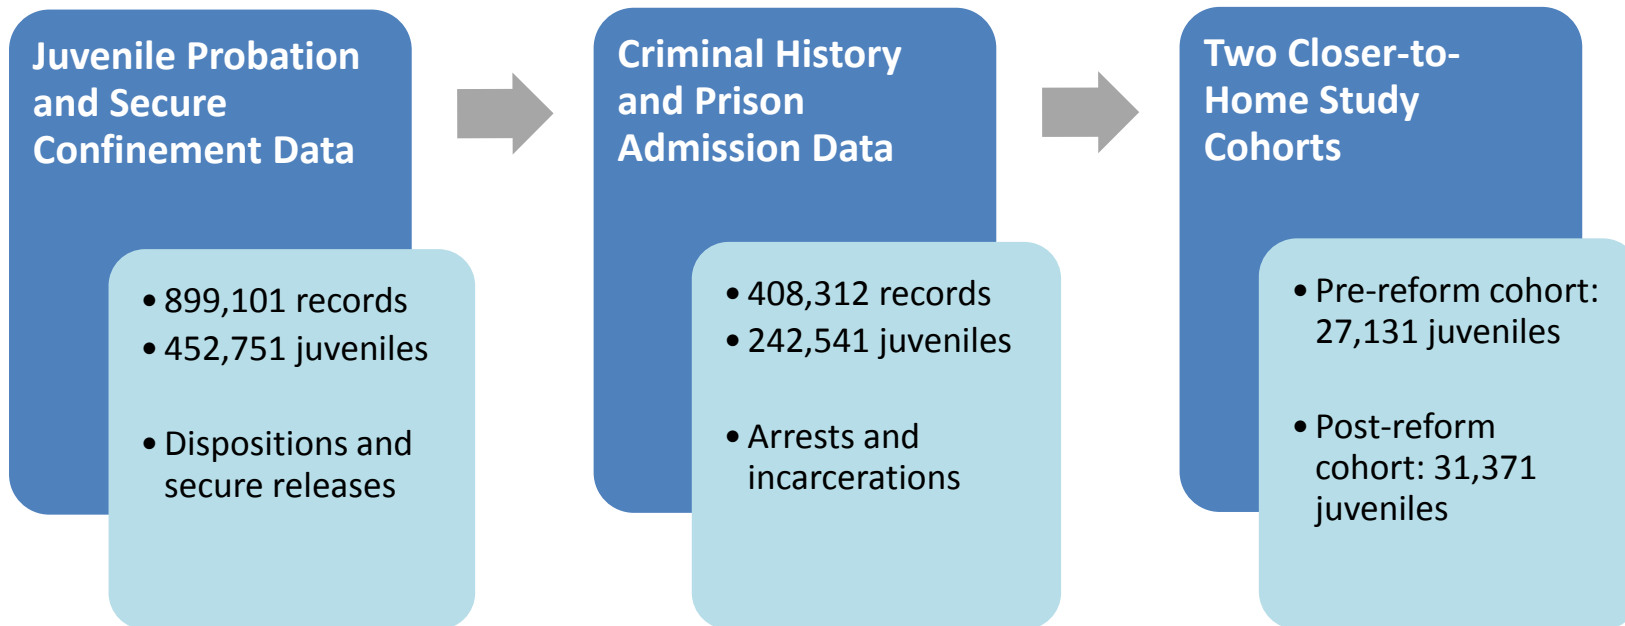 Juvenile Probation
and Secure
Confinement Data
• 899,101 records
• 452,751 juveniles
• Dispositions and
secure releases
Criminal History
and Prison
Admission Data
• 408,312 records
• 242,541 juveniles
• Arrests and
incarcerations
Two Closer-to-
Home Study
Cohorts
• Pre-reform cohort:
27,131 juveniles
• Post-reform
cohort: 31,371
juveniles